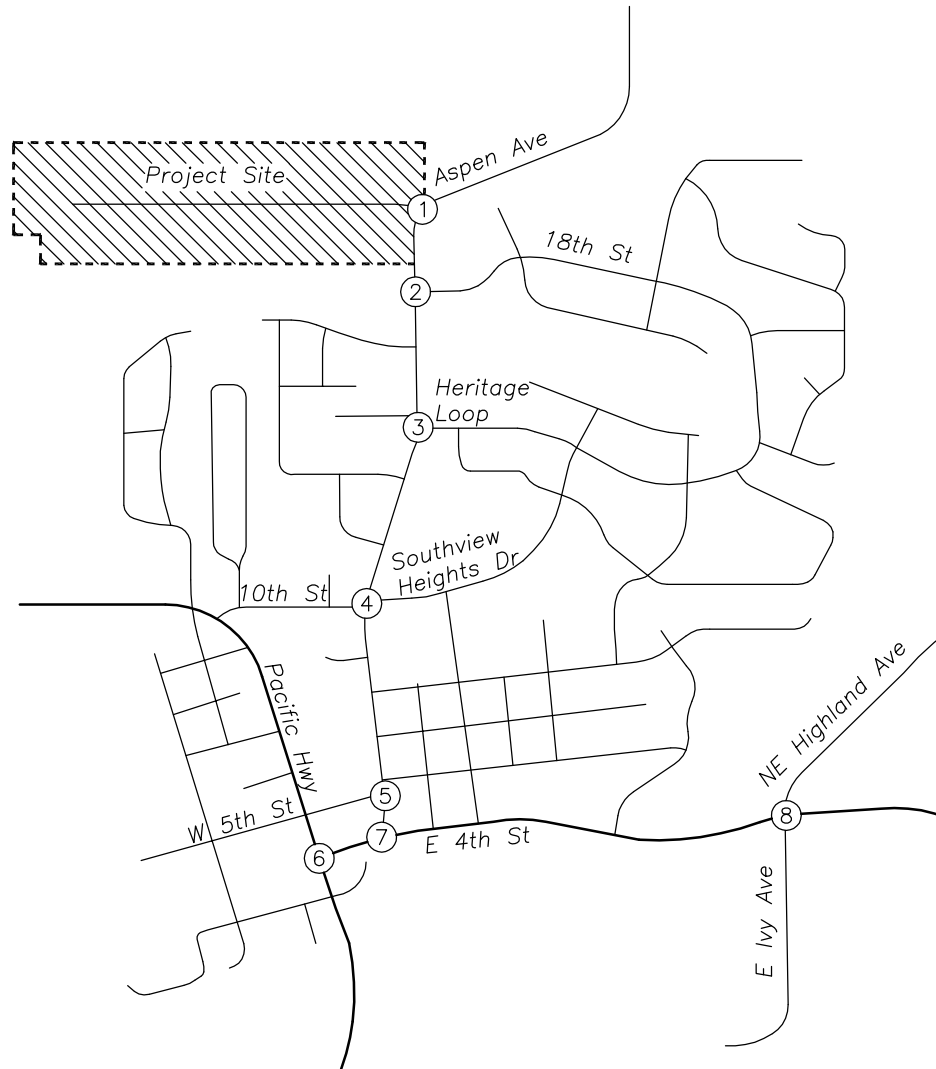 Aspen Ave
Project Site
1
18th St
2
Heritage
Loop
3
Southview
Heights Dr
10th St
4
Pacific Hwy
NE Highland Ave
5
W 5th St
8
7
E 4th St
6
E Ivy Ave